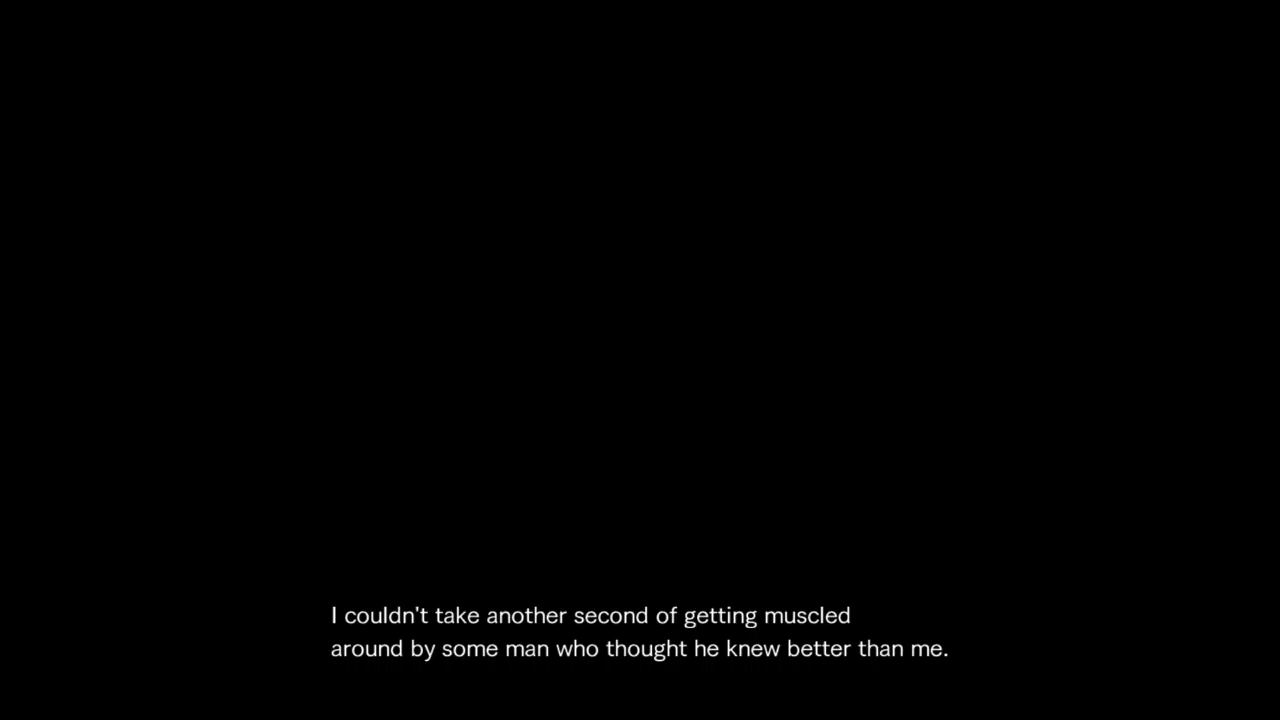 I couldn't take another second of getting muscled
around by some man who thought he knew better than me.